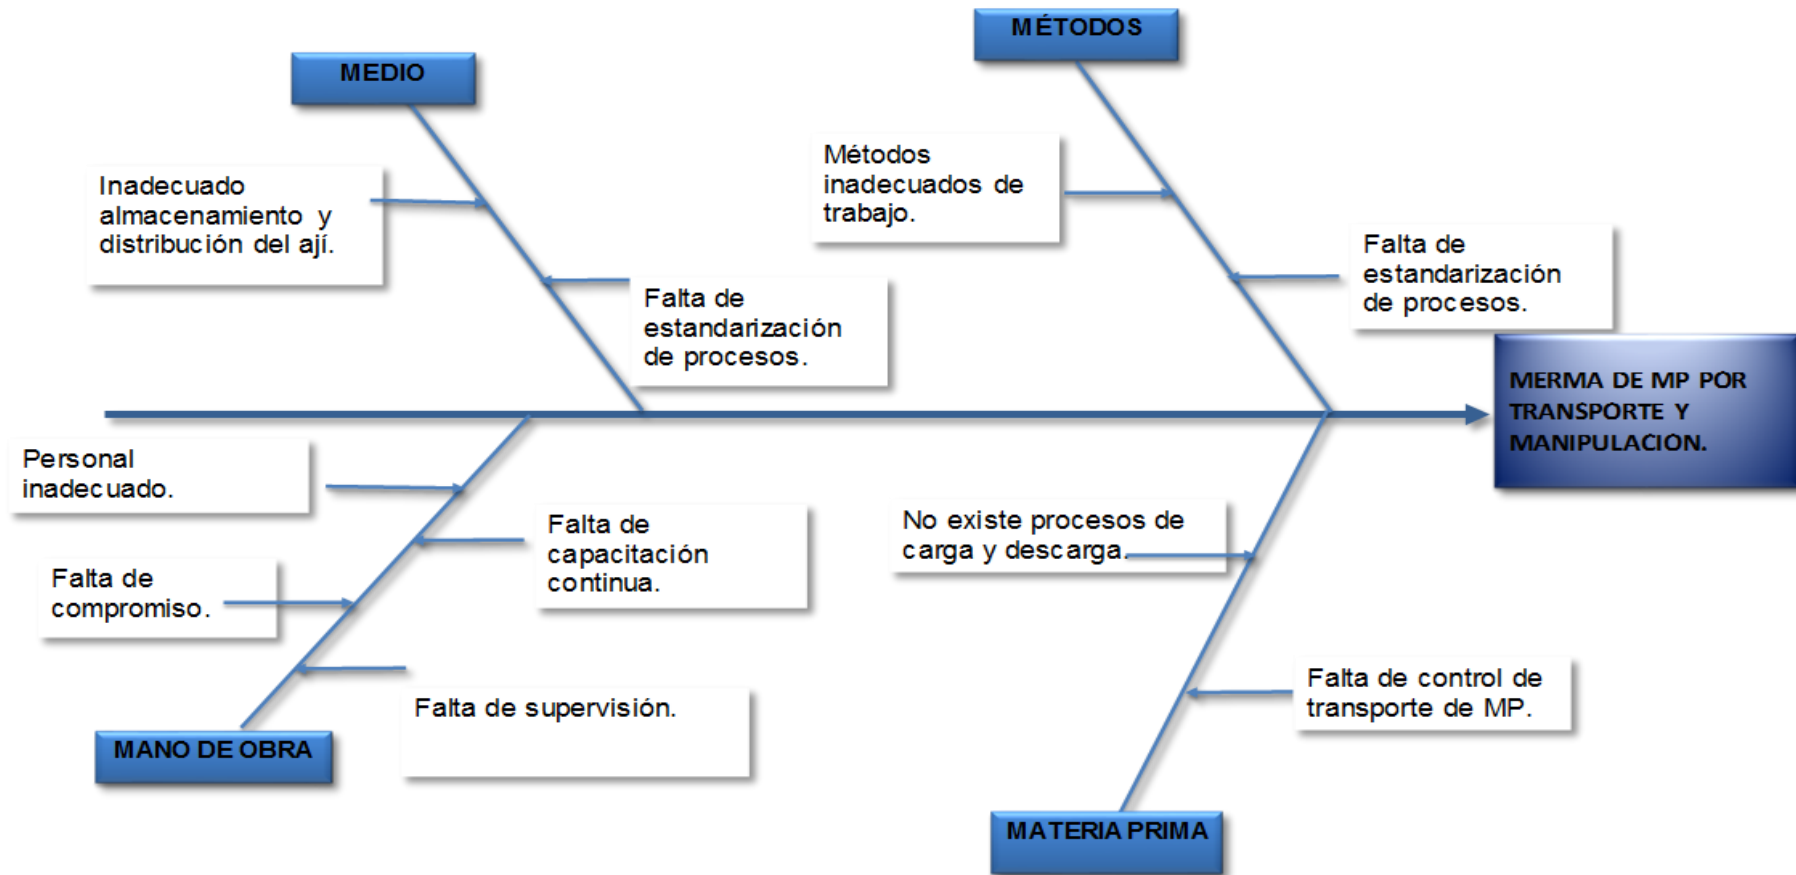 MÉTODOS
MEDIO
Métodos
inadecuados de
trabajo.
Inadecuado
almacenamiento y
distribución del ají.
Falta de
estandarización
de procesos.
Falta de
estandarización
de procesos.
MERMA DE MP POR
TRANSPORTE Y
MANIPULACION.
Personal
inadecuado.
Falta de
capacitación
continua.
No existe procesos de
carga y descarga.
Falta de
compromiso.
Falta de control de
transporte de MP.
Falta de supervisión.
MANO DE OBRA
MATERIA PRIMA